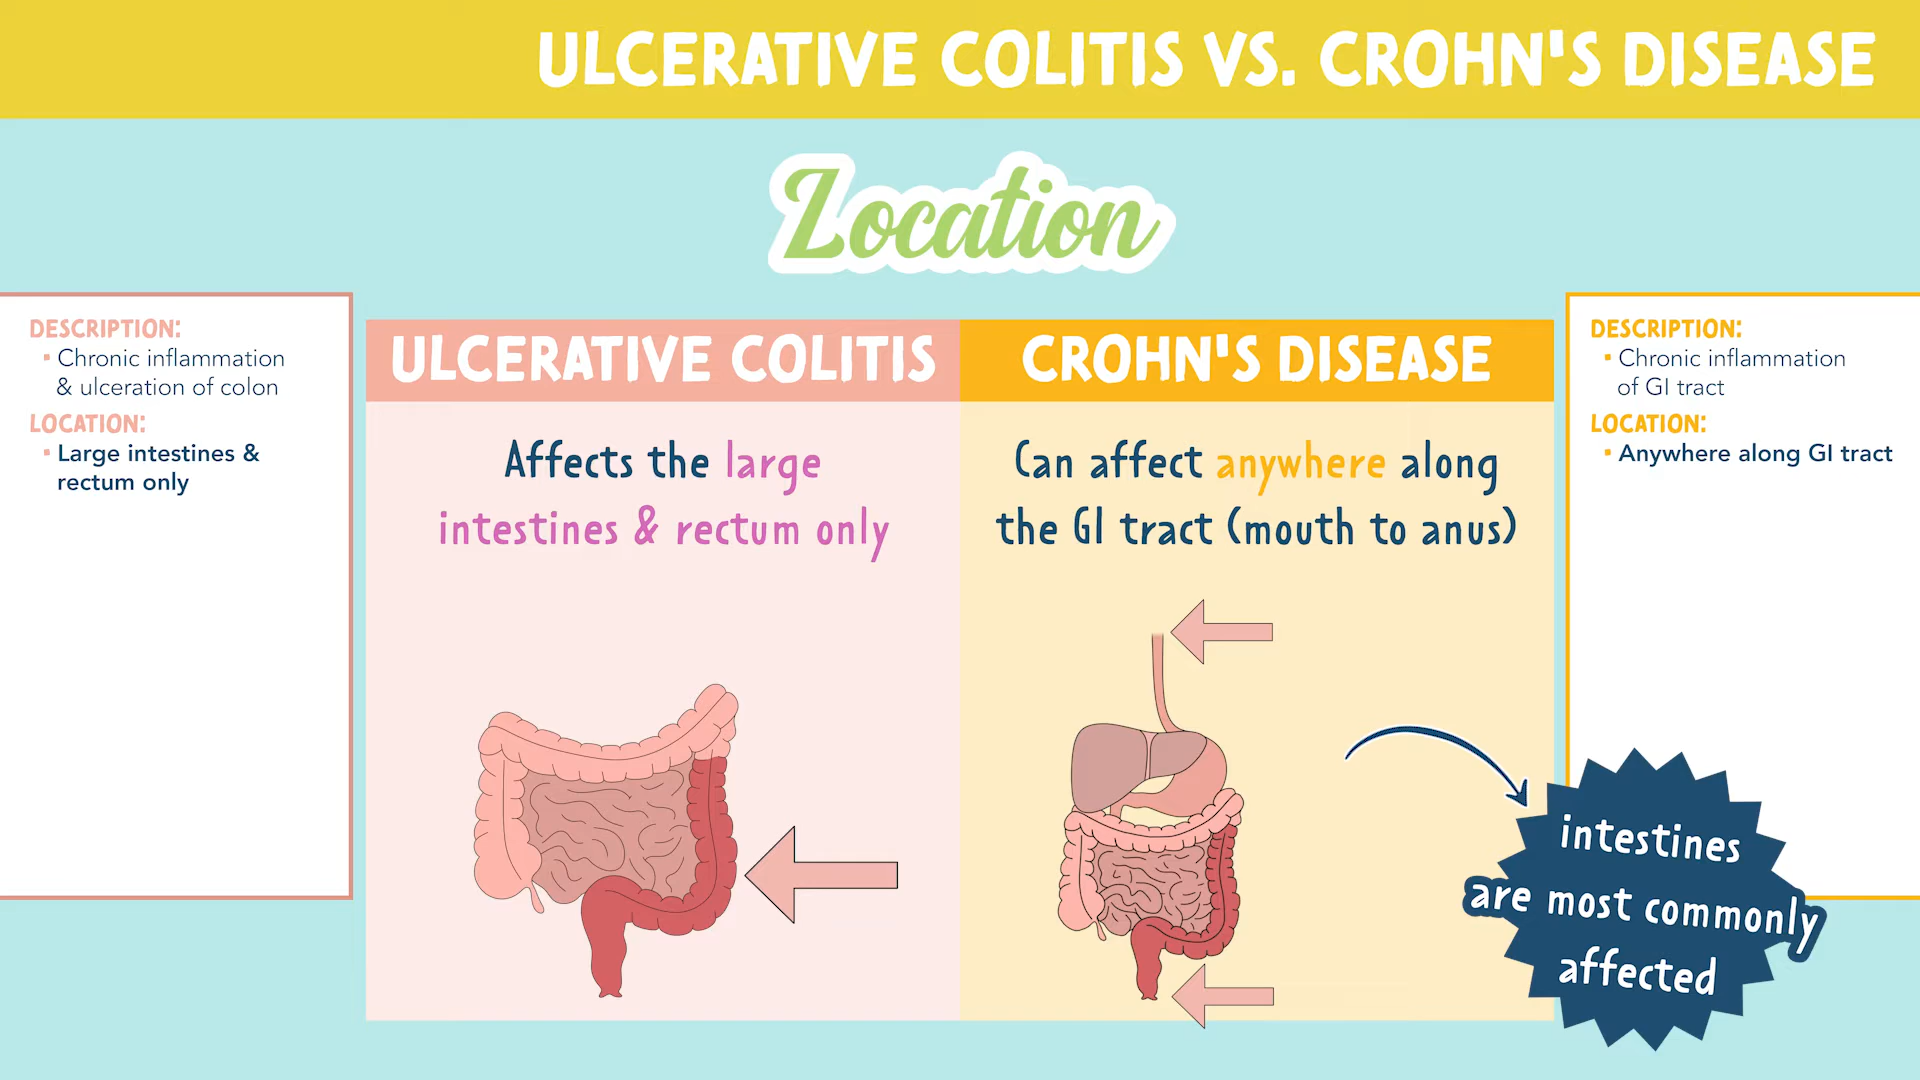 ULCERATIVE COLITIS VS. CROHN'S DISEASE
Location
DESCRIPTION:
▪ Chronic inflammation
& ulceration of colon
LOCATION:
▪ Large intestines &
rectum only
ULCERATIVE COLITIS
Affects the large
intestines & rectum only
CROHN'S DISEASE
Can affect anywhere along
the GI tract (mouth to anus)
DESCRIPTION:
▪ Chronic inflammation
of GI tract
LOCATION:
▪ Anywhere along GI tract
intestines
are most commonly
affected